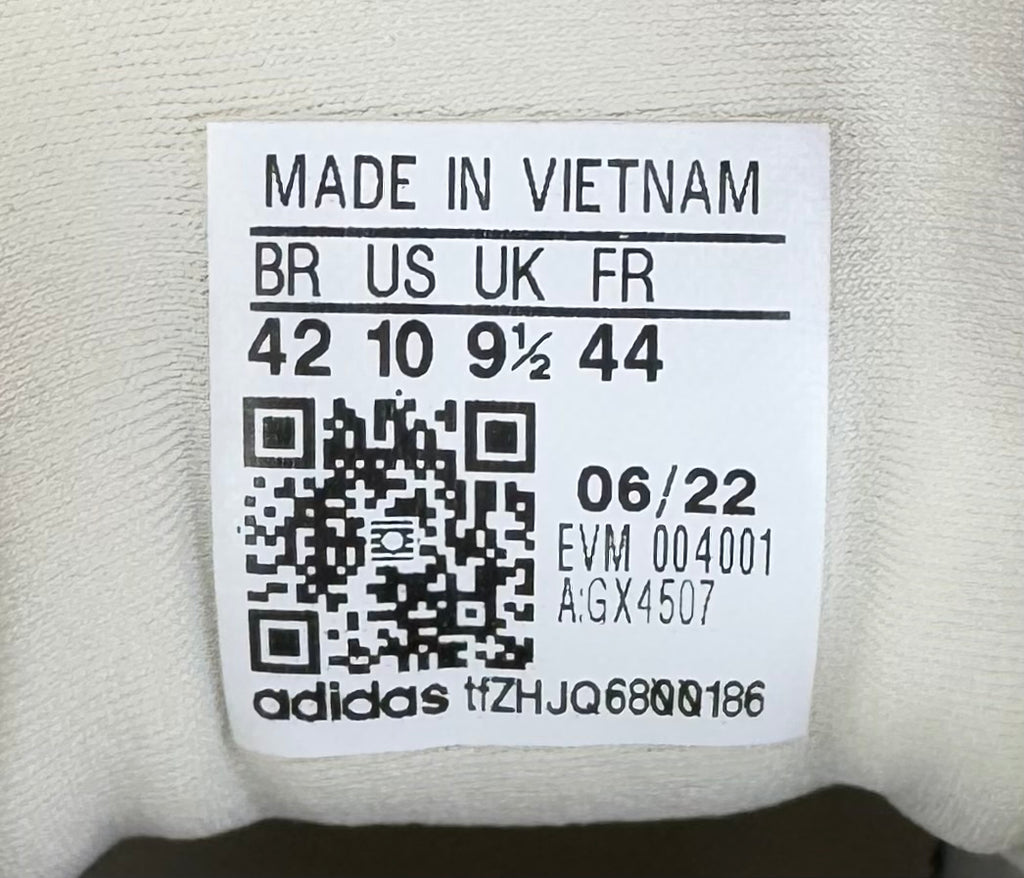 MADE IN VIETNAM
BR US UK FR
42 10 9½ 44
06/22
EVM 004001
A:GX4507
adidas tfZHJQ6800186